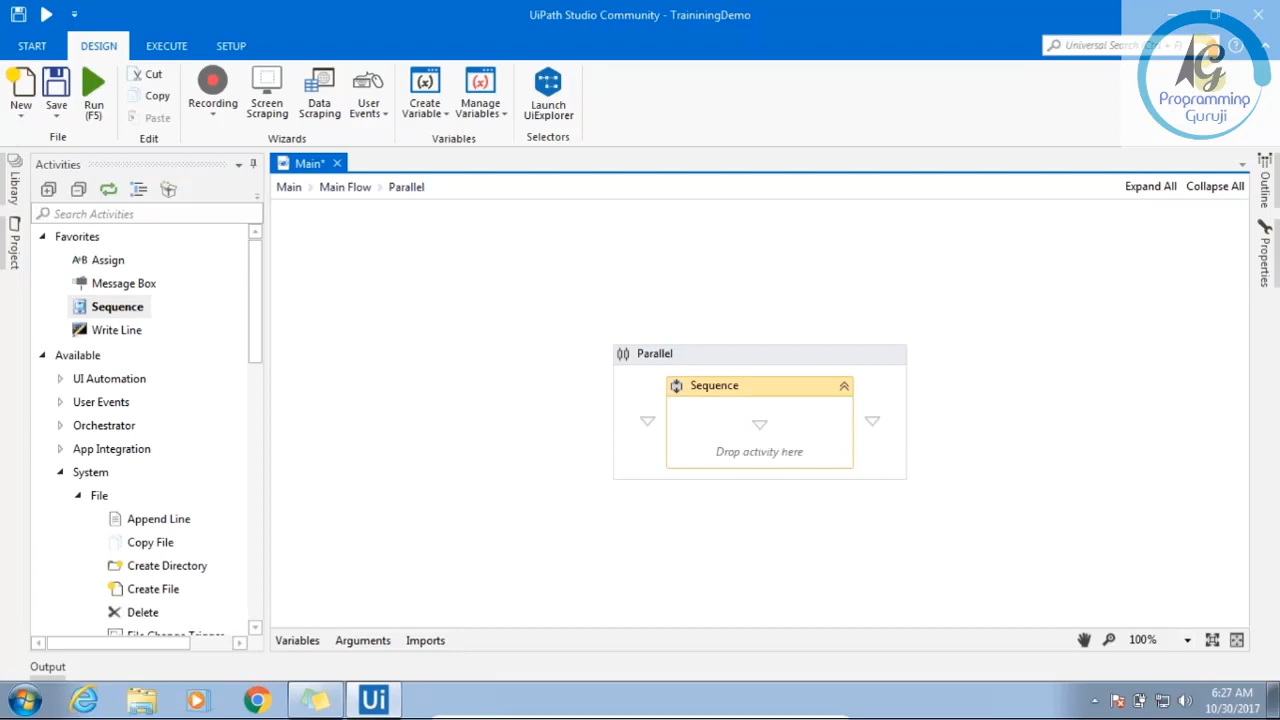 UiPath Studio Community - TraininingDemo
START
DESIGN
EXECUTE
SETUP
Universal Search (Ctrl + F)
Programming
Guruji
New
Save
Run
(F5)
Cut
Copy
Paste
Recording
Screen
Scraping
Data
Scraping
User
Events
Create
Variable
Manage
Variables
Launch
UiExplorer
File
Edit
Wizards
Variables
Selectors
Library
Project
Activities
Search Activities
Favorites
A+B Assign
Message Box
Sequence
Write Line
Available
UI Automation
User Events
Orchestrator
App Integration
System
File
Append Line
Copy File
Create Directory
Create File
Delete
File Change Trigger
Main*
Main > Main Flow > Parallel
Expand All
Collapse All
Outline
Properties
Parallel
Sequence
Drop activity here
Variables
Arguments
Imports
100%
Output
Ui
6:27 AM
10/30/2017